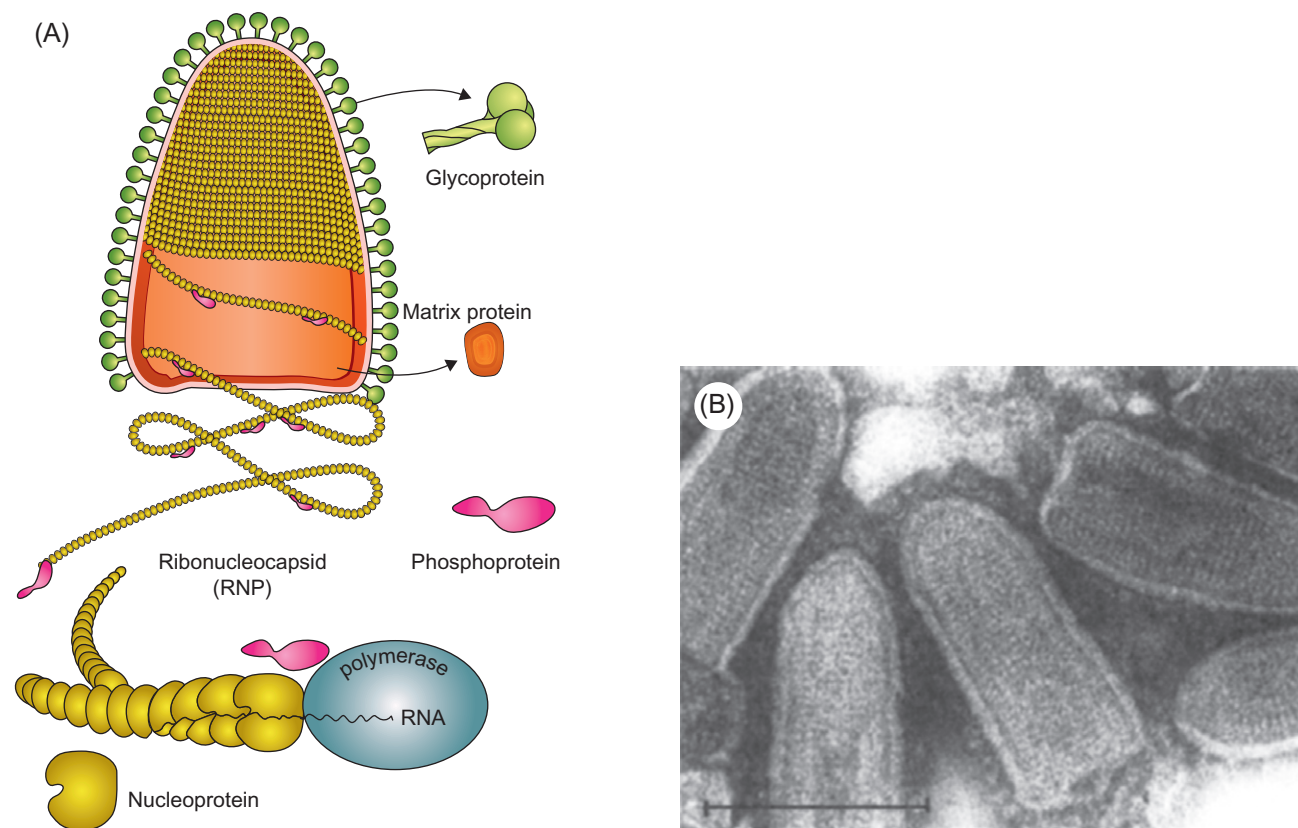 (A)
Glycoprotein
Matrix protein
(B)
Ribonucleocapsid
(RNP)
Phosphoprotein
polymerase
RNA
Nucleoprotein